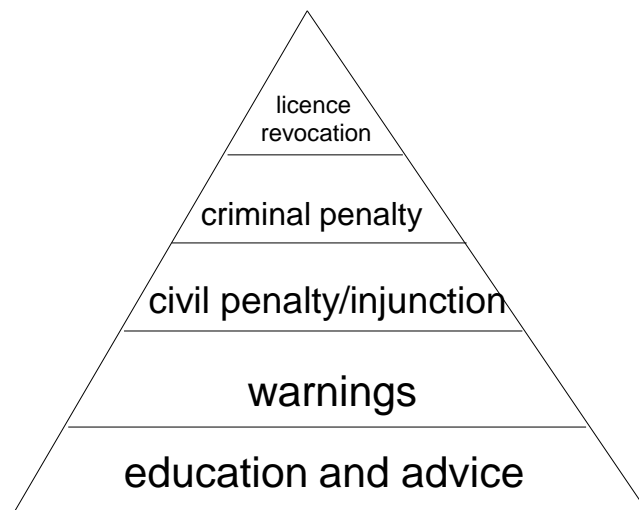 licence
revocation
criminal penalty
civil penalty/injunction
warnings
education and advice